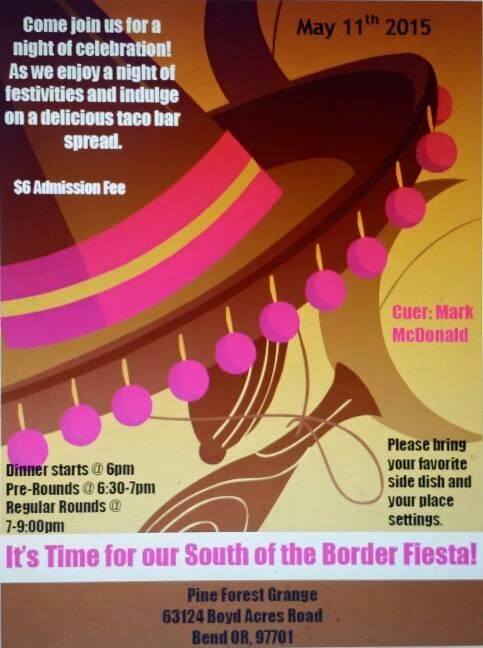 Come join us for a
night of celebration!
As we enjoy a night of
festivities and indulge
on a delicious taco bar
spread.
$6 Admission Fee
May 11th 2015
Cuer: Mark
McDonald
Dinner starts @ 6pm
Pre-Rounds @ 6:30-7pm
Regular Rounds @
7-9:00pm
Please bring
your favorite
side dish and
your place
settings.
It's Time for our South of the Border Fiesta!
Pine Forest Grange
63124 Boyd Acres Road
Bend OR, 97701